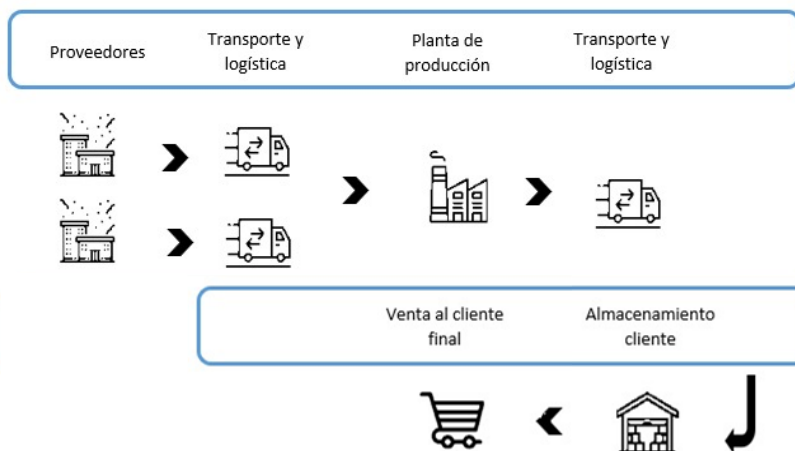 Proveedores
Transporte y
logística
Planta de
producción
Transporte y
logística
Venta al cliente
final
Almacenamiento
cliente